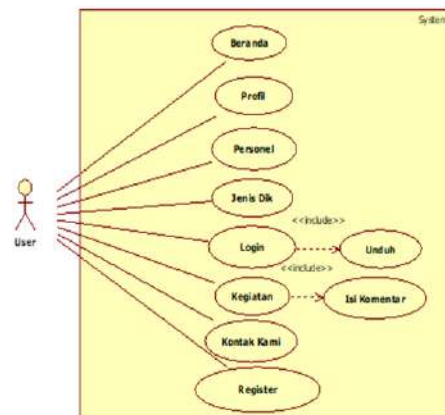 System
Beranda
Profil
Personel
Jenis Dik
<<include>>
Login
Unduh
User
<<include>>
Kegiatan
Isi Komentar
Kontak Kami
Register